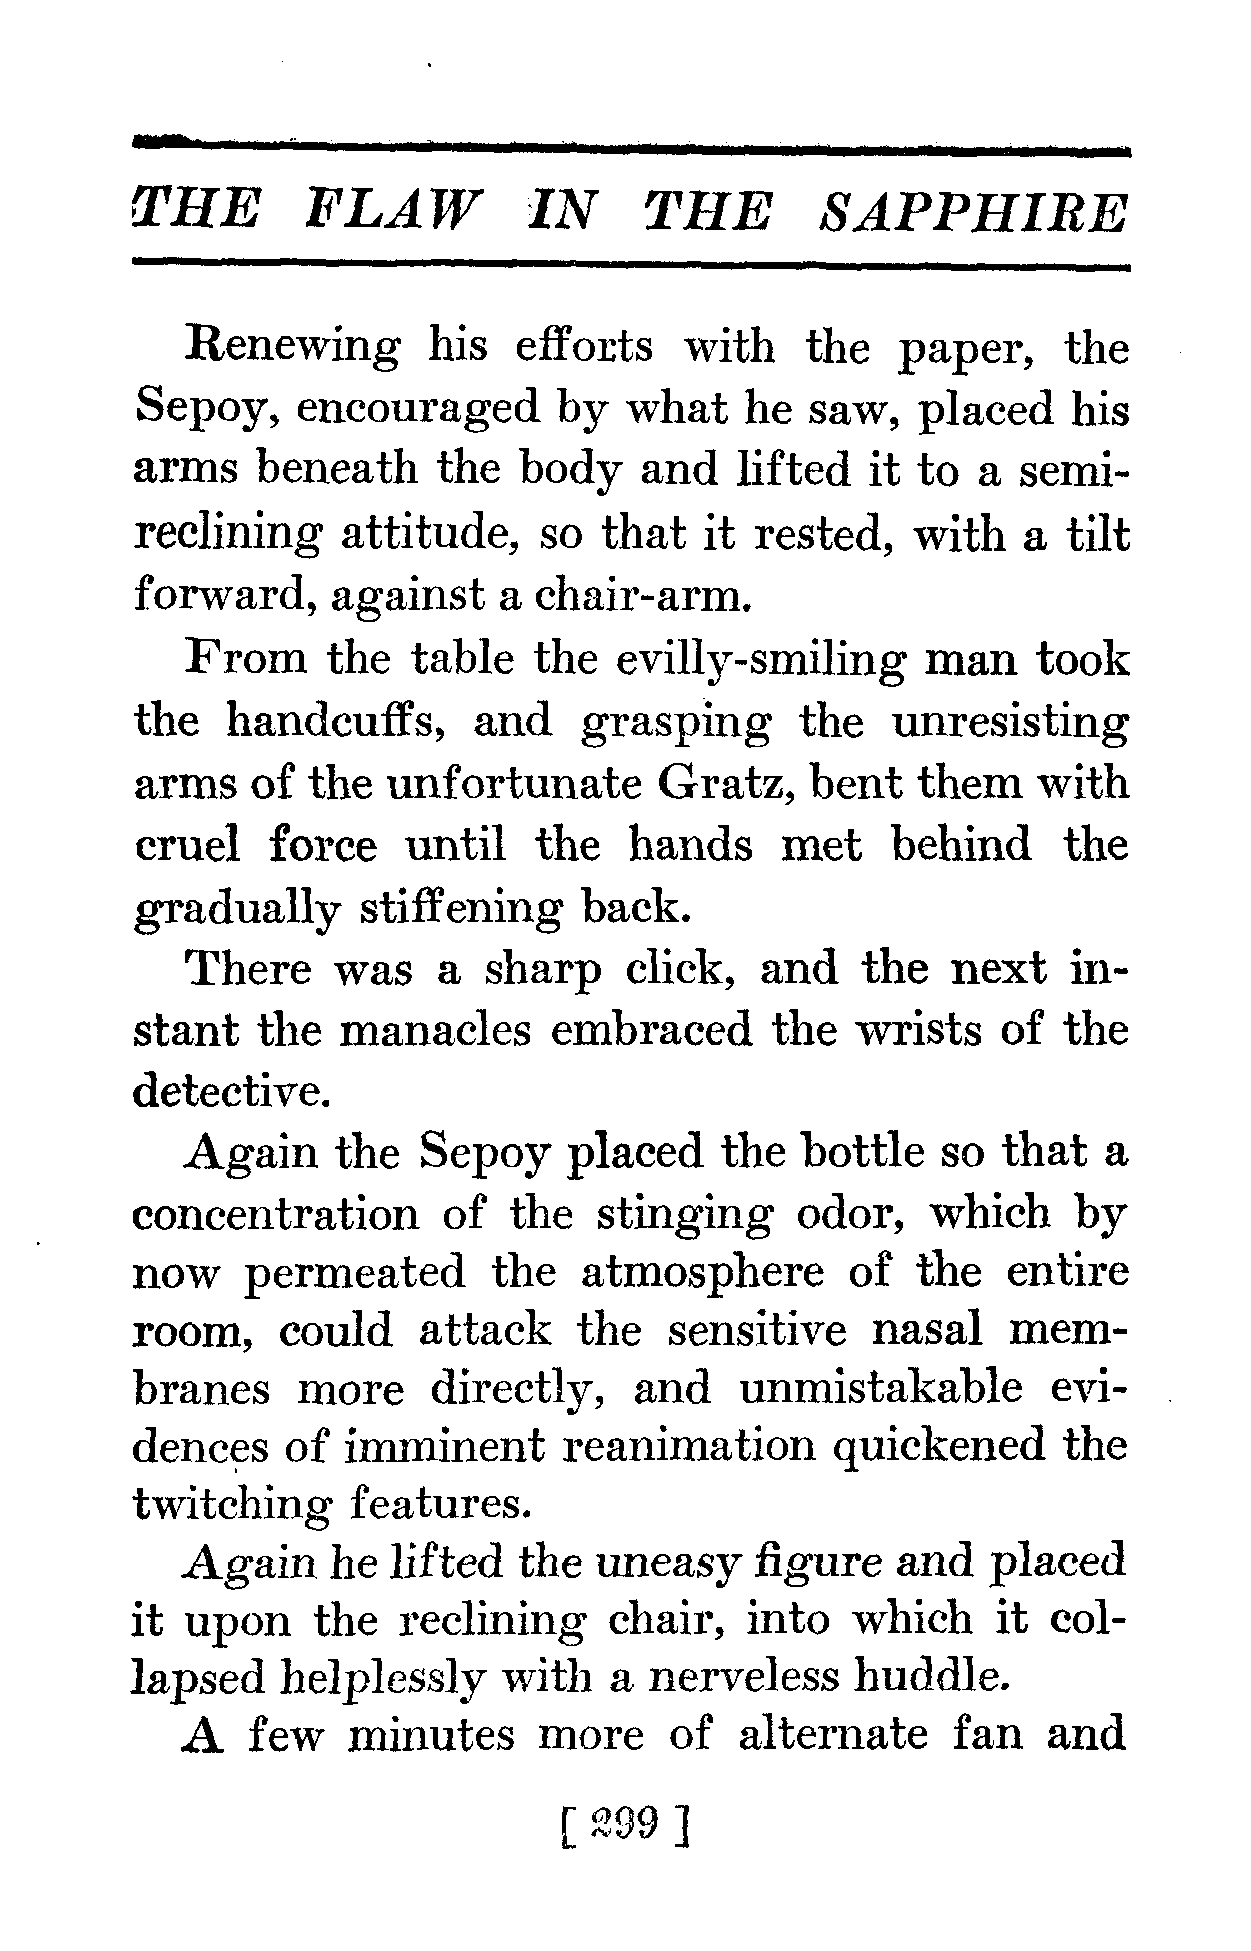 THE FLAW IN THE SAPPHIRE
Renewing his efforts with the paper, the
Sepoy, encouraged by what he saw, placed his
arms beneath the body and lifted it to a semi-
reclining attitude, so that it rested, with a tilt
forward, against a chair-arm.
From the table the evilly-smiling man took
the handcuffs, and grasping the unresisting
arms of the unfortunate Gratz, bent them with
cruel force until the hands met behind the
gradually stiffening back.
There was a sharp click, and the next in-
stant the manacles embraced the wrists of the
detective.
Again the Sepoy placed the bottle so that a
concentration of the stinging odor, which by
now permeated the atmosphere of the entire
room, could attack the sensitive nasal mem-
branes more directly, and unmistakable evi-
dences of imminent reanimation quickened the
twitching features.
Again he lifted the uneasy figure and placed
it upon the reclining chair, into which it col-
lapsed helplessly with a nerveless huddle.
A few minutes more of alternate fan and
[ 299 ]